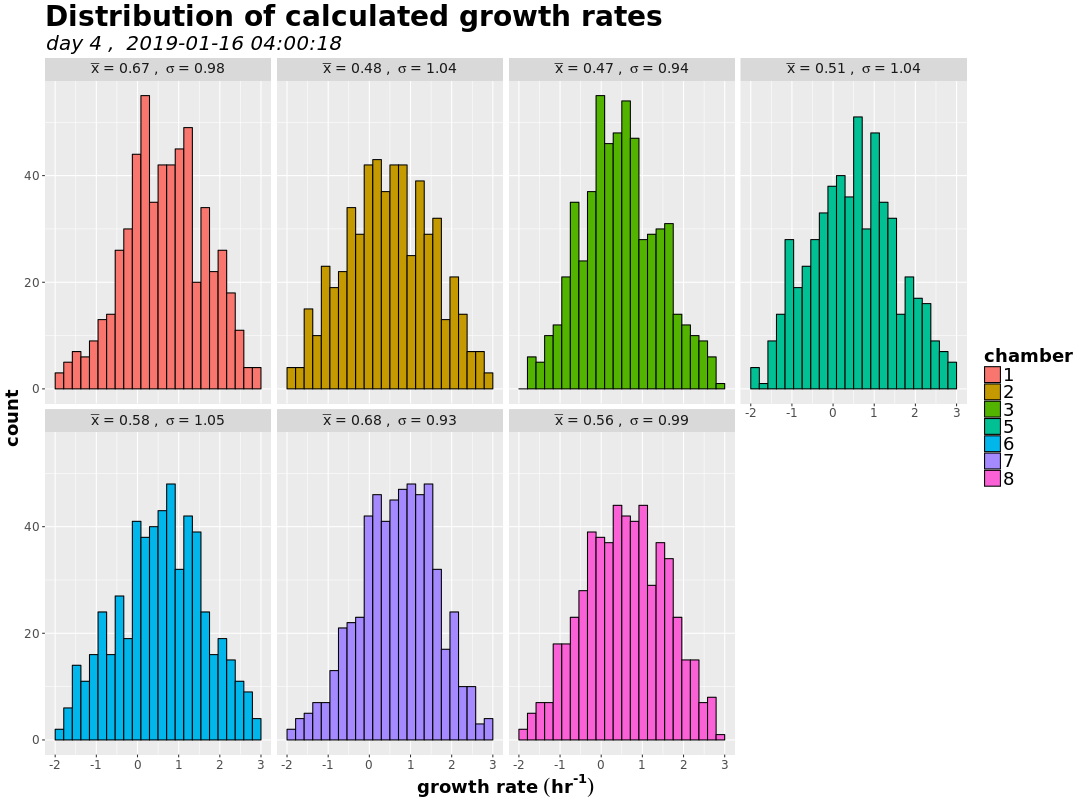 Distribution of calculated growth rates
day 4 ,  2019-01-16 04:00:18
x̅ = 0.67 ,  σ = 0.98
x̅ = 0.48 ,  σ = 1.04
x̅ = 0.47 ,  σ = 0.94
x̅ = 0.51 ,  σ = 1.04
40
20
0
-2 -1 0 1 2 3
x̅ = 0.58 ,  σ = 1.05
x̅ = 0.68 ,  σ = 0.93
x̅ = 0.56 ,  σ = 0.99
40
20
0
-2 -1 0 1 2 3
-2 -1 0 1 2 3
-2 -1 0 1 2 3
count
growth rate (hr⁻¹)
chamber
1
2
3
5
6
7
8